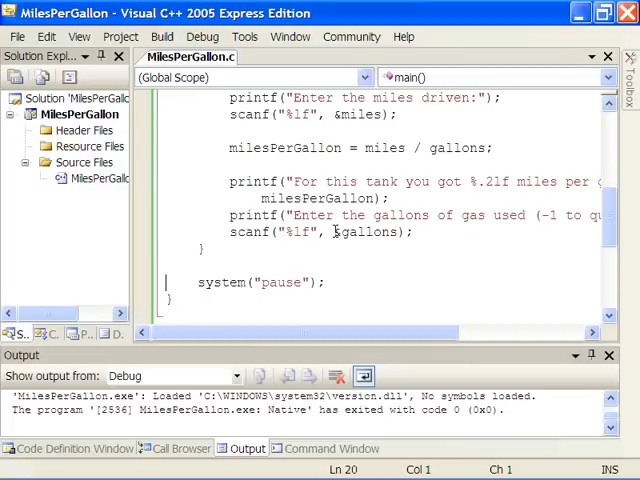 MilesPerGallon - Visual C++ 2005 Express Edition
File Edit View Project Build Debug Tools Window Community Help
Solution Expl...
MilesPerGallon.c
(Global Scope)
main()
Toolbox
Solution 'MilesPerGallo
MilesPerGallon
Header Files
Resource Files
Source Files
MilesPerGallo
printf("Enter the miles driven:");
scanf("%lf", &miles);
milesPerGallon = miles / gallons;
printf("For this tank you got %.2lf miles per g
milesPerGallon);
printf("Enter the gallons of gas used (-1 to qu
scanf("%lf", &gallons);
}
system("pause");
}
S... C... P... D...
Output
Show output from: Debug
'MilesPerGallon.exe': Loaded 'C:\WINDOWS\system32\version.dll', No symbols loaded.
The program '[2536] MilesPerGallon.exe: Native' has exited with code 0 (0x0).
Code Definition Window Call Browser Output Command Window
Ln 20 Col 1 Ch 1